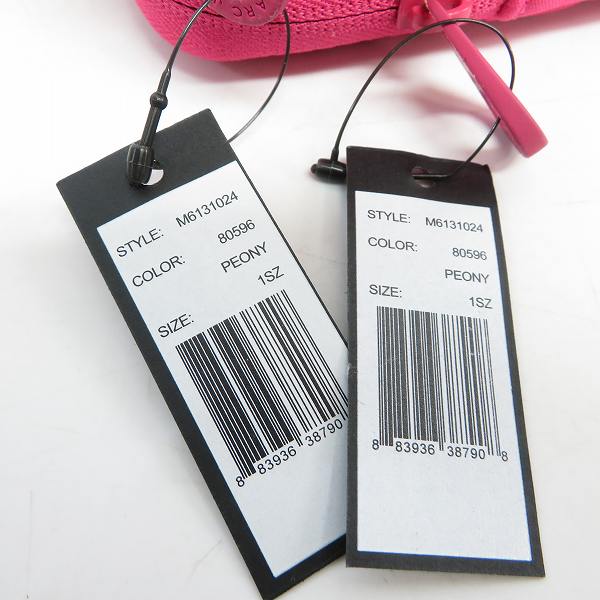 ARC
STYLE: M6131024
COLOR: 80596
PEONY
SIZE: 1SZ
8 83936 38790
STYLE: M6131024
COLOR: 80596
PEONY
SIZE: 1SZ
8 83936 38790 8